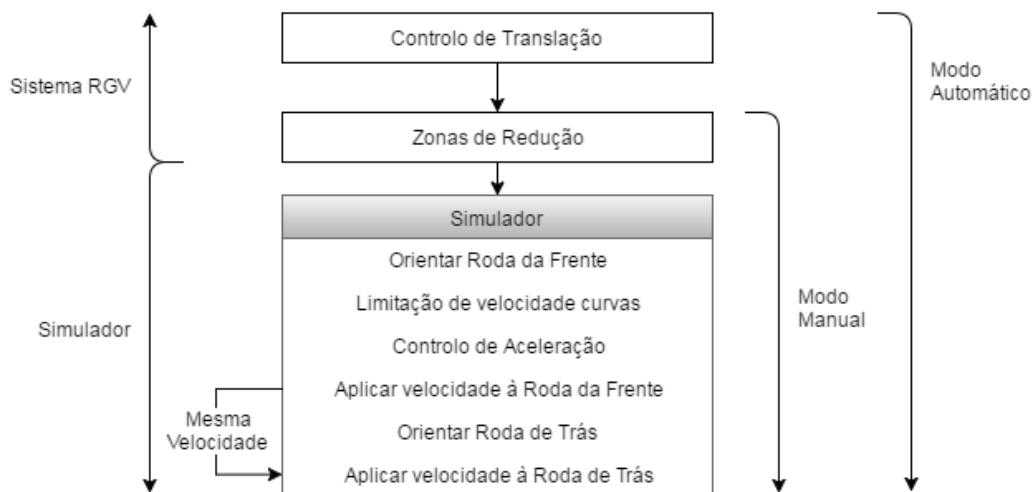 Controlo de Translação
Sistema RGV
Modo
Automático
Zonas de Redução
Simulador
Orientar Roda da Frente
Limitação de velocidade curvas
Modo
Manual
Simulador
Controlo de Aceleração
Aplicar velocidade à Roda da Frente
Mesma
Velocidade
Orientar Roda de Trás
Aplicar velocidade à Roda de Trás